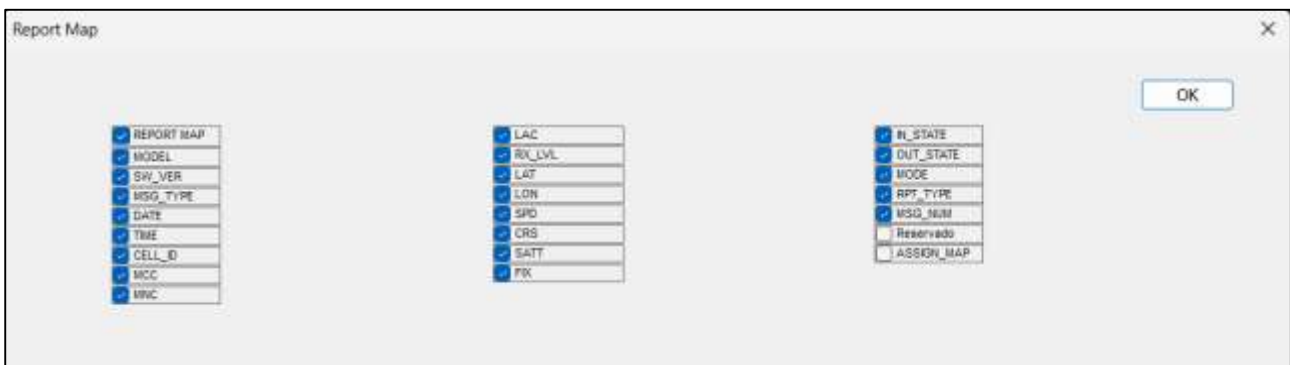 Report Map
OK
REPORT MAP
MODEL
SW_VER
MSG_TYPE
DATE
TIME
CELL_ID
MCC
MNC
LAC
RX_LVL
LAT
LON
SPD
CRS
SATT
FIX
IN_STATE
OUT_STATE
MODE
RPT_TYPE
MSG_NUM
Reservado
ASSIGN_MAP